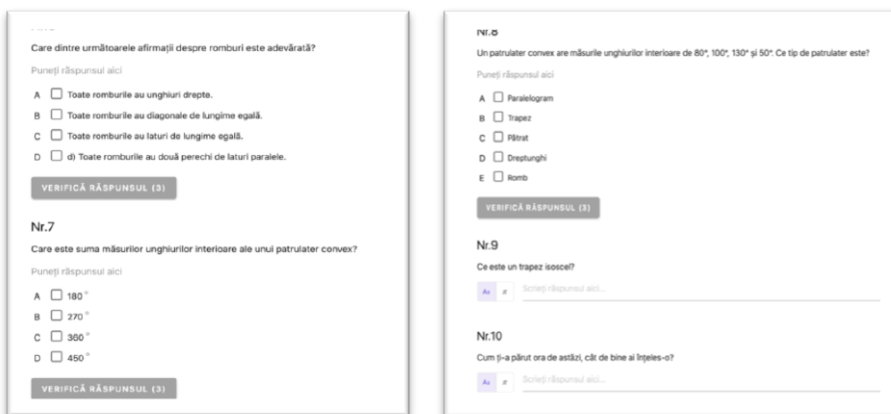 Care dintre următoarele afirmații despre romburi este adevărată?
Puneți răspunsul aici
A Toate romburile au unghiuri drepte.
B Toate romburile au diagonale de lungime egală.
C Toate romburile au laturi de lungime egală.
D d) Toate romburile au două perechi de laturi paralele.
VERIFICĂ RĂSPUNSUL (3)
Nr.7
Care este suma măsurilor unghiurilor interioare ale unui patrulater convex?
Puneți răspunsul aici
A 180°
B 270°
C 360°
D 450°
VERIFICĂ RĂSPUNSUL (3)
Nr.8
Un patrulater convex are măsurile unghiurilor interioare de 80°, 100°, 130° și 50°. Ce tip de patrulater este?
Puneți răspunsul aici
A Paralelogram
B Trapez
C Pătrat
D Dreptunghi
E Romb
VERIFICĂ RĂSPUNSUL (3)
Nr.9
Ce este un trapez isoscel?
Scrieți răspunsul aici...
Nr.10
Cum ți-a părut ora de astăzi, cât de bine ai înțeles-o?
Scrieți răspunsul aici...